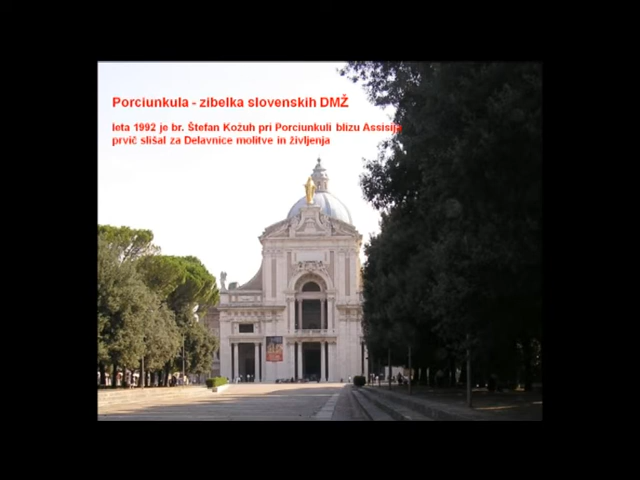 Porciunkula - zibelka slovenskih DMŽ
leta 1992 je br. Štefan Kožuh pri Porciunkuli blizu Assisija
prvič slišal za Delavnice molitve in življenja